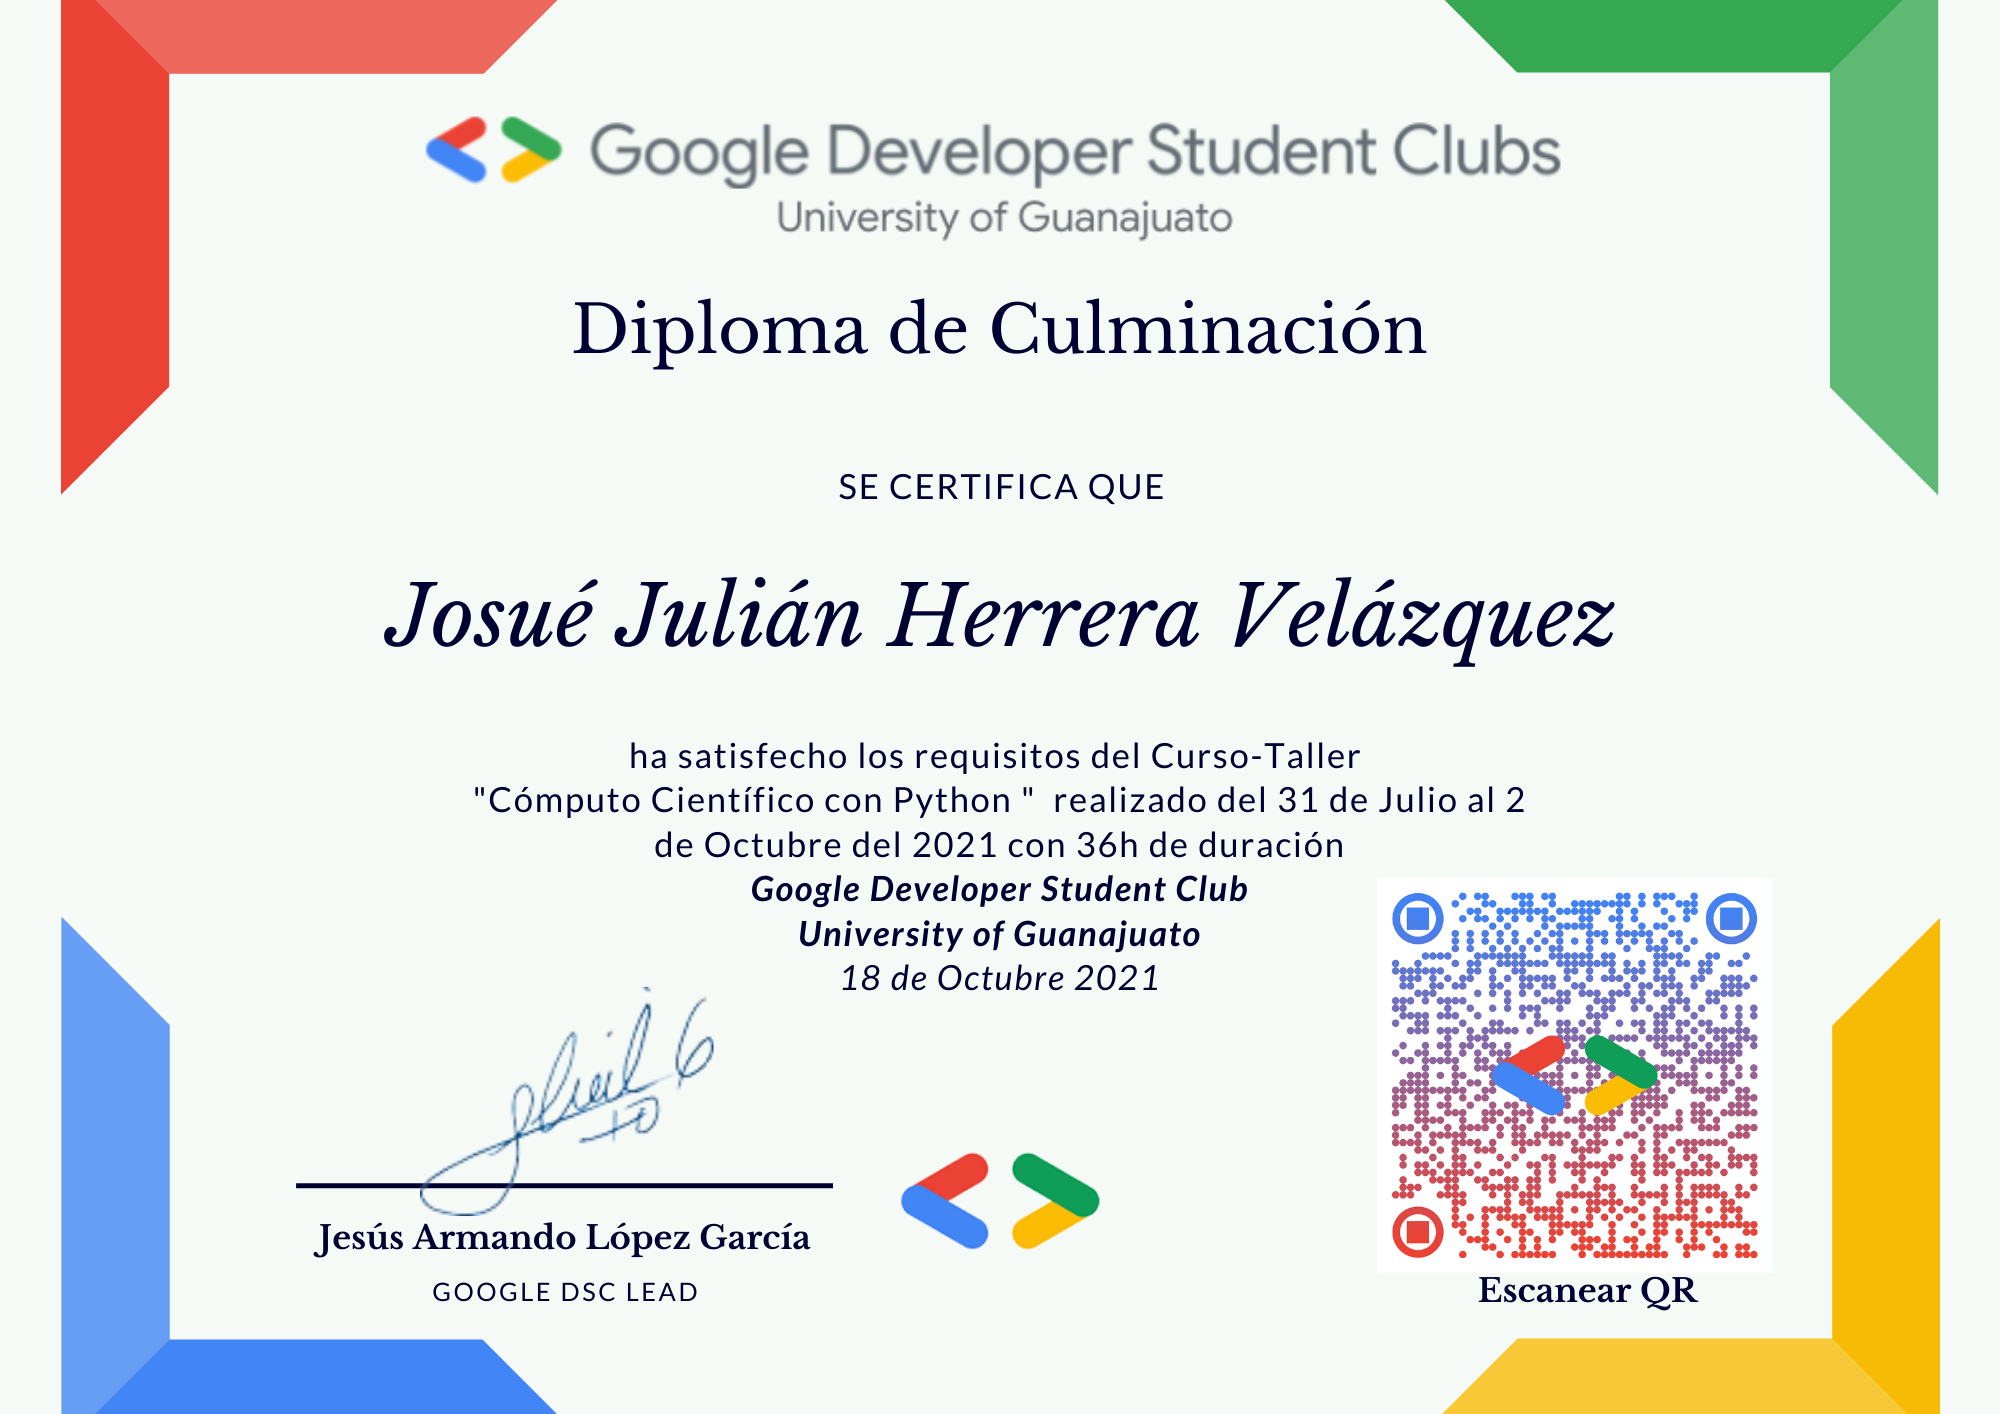 Google Developer Student Clubs
University of Guanajuato
Diploma de Culminación
SE CERTIFICA QUE
Josué Julián Herrera Velázquez
ha satisfecho los requisitos del Curso-Taller
"Cómputo Científico con Python "  realizado del 31 de Julio al 2
de Octubre del 2021 con 36h de duración
Google Developer Student Club
University of Guanajuato
18 de Octubre 2021
Jesús Armando López García
GOOGLE DSC LEAD
Escanear QR